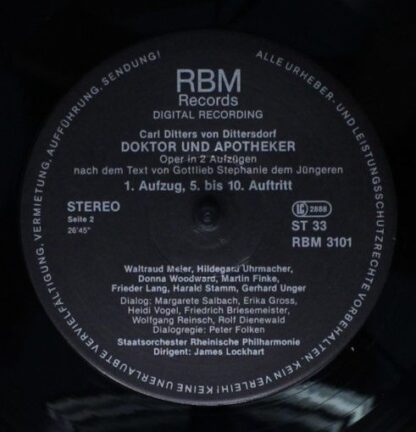 ALLE URHEBER- UND LEISTUNGSSCHUTZRECHTE VORBEHALTEN. KEIN VERLEIH! KEINE UNERLAUBTE VERVIELFÄLTIGUNG, VERMIETUNG, AUFFÜHRUNG, SENDUNG!
RBM
Records
DIGITAL RECORDING
Carl Ditters von Dittersdorf
DOKTOR UND APOTHEKER
Oper in 2 Aufzügen
nach dem Text von Gottlieb Stephanie dem Jüngeren
1. Aufzug, 5. bis 10. Auftritt
STEREO
Seite 2
26'45"
LC 2888
ST 33
RBM 3101
Waltraud Meier, Hildegard Uhrmacher,
Donna Woodward, Martin Finke,
Frieder Lang, Harald Stamm, Gerhard Unger
Dialog: Margarete Salbach, Erika Gross,
Heidi Vogel, Friedrich Briesemeister,
Wolfgang Reinsch, Rolf Dienewald
Dialogregie: Peter Folken
Staatsorchester Rheinische Philharmonie
Dirigent: James Lockhart